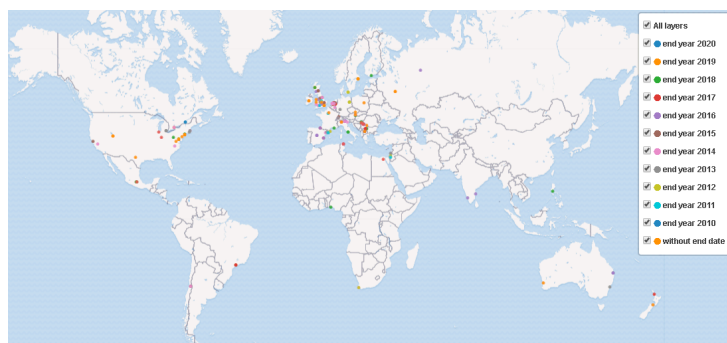 All layers
end year 2020
end year 2019
end year 2018
end year 2017
end year 2016
end year 2015
end year 2014
end year 2013
end year 2012
end year 2011
end year 2010
without end date